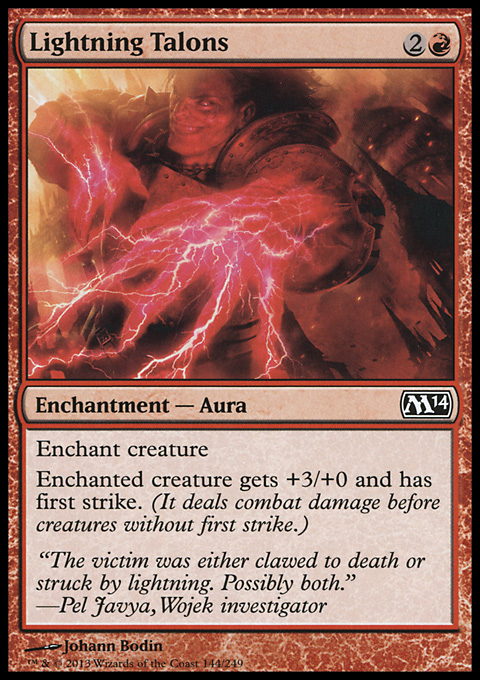 Lightning Talons 2
Enchantment — Aura M14
Enchant creature
Enchanted creature gets +3/+0 and has
first strike. (It deals combat damage before
creatures without first strike.)
“The victim was either clawed to death or
struck by lightning. Possibly both.”
—Pel Javya, Wojek investigator
Johann Bodin
™ & © 2013 Wizards of the Coast 144/249